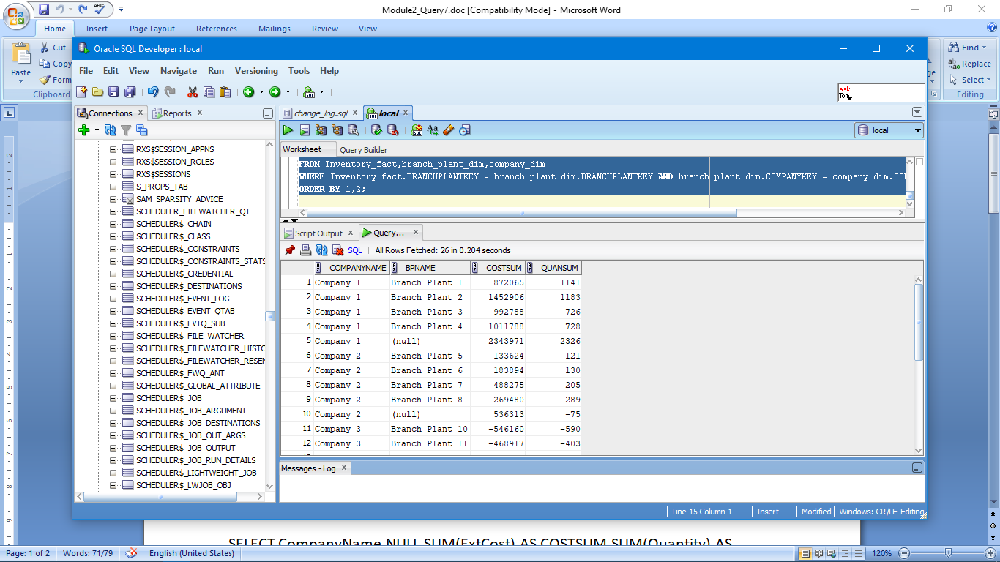 Module2_Query7.doc [Compatibility Mode] - Microsoft Word
Home Insert Page Layout References Mailings Review View
Paste
Cut
Copy
Form
Clipboard
Find
Replace
Select
Editing
Oracle SQL Developer : local
File Edit View Navigate Run Versioning Tools Help
ask
Tom
Connections x Reports x
RXS$SESSION_APPNS
RXS$SESSION_ROLES
RXS$SESSIONS
S_PROPS_TAB
SAM_SPARSITY_ADVICE
SCHEDULER_FILEWATCHER_QT
SCHEDULER$_CHAIN
SCHEDULER$_CLASS
SCHEDULER$_CONSTRAINTS
SCHEDULER$_CONSTRAINTS_STATS
SCHEDULER$_CREDENTIAL
SCHEDULER$_DESTINATIONS
SCHEDULER$_EVENT_LOG
SCHEDULER$_EVENT_QTAB
SCHEDULER$_EVTQ_SUB
SCHEDULER$_FILE_WATCHER
SCHEDULER$_FILEWATCHER_HISTO
SCHEDULER$_FILEWATCHER_RESEN
SCHEDULER$_FWQ_ANT
SCHEDULER$_GLOBAL_ATTRIBUTE
SCHEDULER$_JOB
SCHEDULER$_JOB_ARGUMENT
SCHEDULER$_JOB_DESTINATIONS
SCHEDULER$_JOB_OUT_ARGS
SCHEDULER$_JOB_OUTPUT
SCHEDULER$_JOB_RUN_DETAILS
SCHEDULER$_LIGHTWEIGHT_JOB
SCHEDULER$_LWJOB_OBJ
change_log.sql x local x
local
Worksheet Query Builder
FROM Inventory_fact,branch_plant_dim,company_dim
WHERE Inventory_fact.BRANCHPLANTKEY = branch_plant_dim.BRANCHPLANTKEY AND branch_plant_dim.COMPANYKEY = company_dim.CO
ORDER BY 1,2;
Script Output x Query... x
SQL All Rows Fetched: 26 in 0.204 seconds
COMPANYNAME BPNAME COSTSUM QUANSUM
1 Company 1 Branch Plant 1 872065 1141
2 Company 1 Branch Plant 2 1452906 1183
3 Company 1 Branch Plant 3 -992788 -726
4 Company 1 Branch Plant 4 1011788 728
5 Company 1 (null) 2343971 2326
6 Company 2 Branch Plant 5 133624 -121
7 Company 2 Branch Plant 6 183894 130
8 Company 2 Branch Plant 7 488275 205
9 Company 2 Branch Plant 8 -269480 -289
10 Company 2 (null) 536313 -75
11 Company 3 Branch Plant 10 -546160 -590
12 Company 3 Branch Plant 11 -468917 -403
Messages - Log x
Line 15 Column 1 Insert Modified Windows: CR/LF Editing
SELECT CompanyName,NULL,SUM(ExtCost) AS COSTSUM,SUM(Quantity) AS
Page: 1 of 2 Words: 71/79 English (United States) 120%